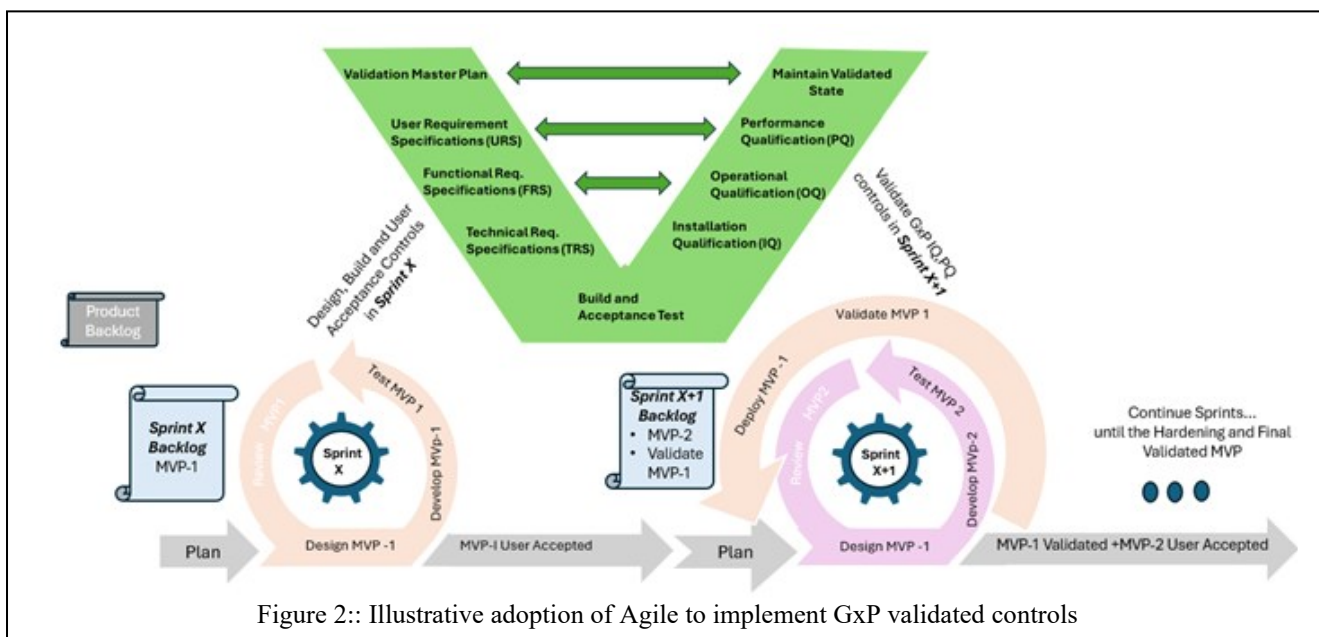 Validation Master Plan
Maintain Validated
State
User Requirement
Specifications (URS)
Performance
Qualification (PQ)
Functional Req.
Specifications (FRS)
Operational
Qualification (OQ)
Technical Req.
Specifications (TRS)
Installation
Qualification (IQ)
Build and
Acceptance Test
Design, Build and User
Acceptance Controls
in Sprint X
Validate GxP IQ,PQ
controls in Sprint X+1
Product
Backlog
Sprint X
Backlog
MVP-1
Review MVP1
Test MVP 1
Develop MVp-1
Sprint
X
Plan
Design MVP -1
MVP-I User Accepted
Sprint X+1
Backlog
• MVP-2
• Validate
MVP-1
Deploy MVP -1
Validate MVP 1
Review MVP2
Test MVP 2
Develop MVp-2
Sprint
X+1
Plan
Design MVP -1
MVP-1 Validated +MVP-2 User Accepted
Continue Sprints...
until the Hardening and Final
Validated MVP
Figure 2:: Illustrative adoption of Agile to implement GxP validated controls